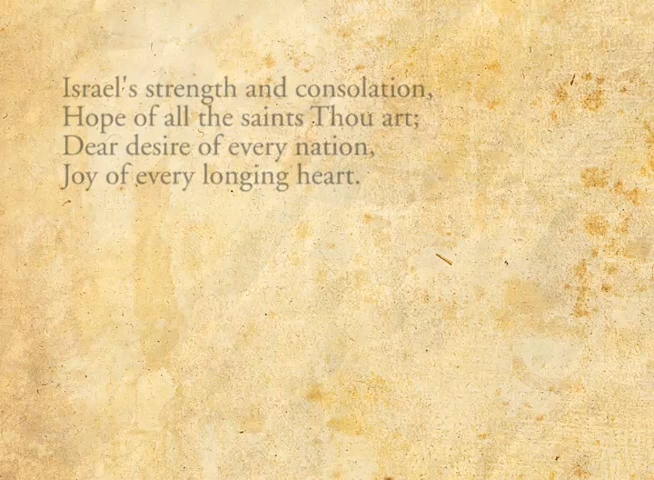 Israel's strength and consolation,
Hope of all the saints Thou art;
Dear desire of every nation,
Joy of every longing heart.